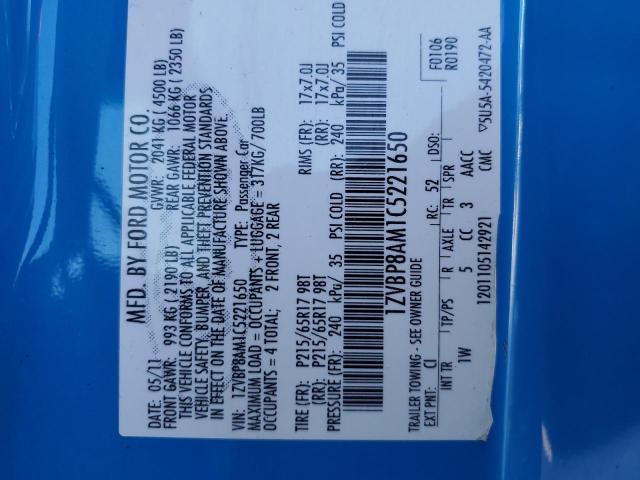 MFD. BY FORD MOTOR CO.
DATE: 05/11 GVWR: 2041 KG ( 4500 LB)
FRONT GAWR: 993 KG ( 2190 LB) REAR GAWR: 1066 KG ( 2350 LB)
THIS VEHICLE CONFORMS TO ALL APPLICABLE FEDERAL MOTOR
VEHICLE SAFETY, BUMPER, AND THEFT PREVENTION STANDARDS
IN EFFECT ON THE DATE OF MANUFACTURE SHOWN ABOVE.
VIN: 1ZVBP8AM1C5221650 TYPE: Passenger Car
MAXIMUM LOAD = OCCUPANTS + LUGGAGE = 317KG/ 700LB
OCCUPANTS = 4 TOTAL; 2 FRONT, 2 REAR
TIRE (FR): P215/65R17 98T RIMS (FR): 17x7.0J
(RR): P215/65R17 98T (RR): 17x7.0J
PRESSURE (FR): 240 kPa/ 35 PSI COLD (RR): 240 kPa/ 35 PSI COLD
1ZVBP8AM1C5221650
TRAILER TOWING - SEE OWNER GUIDE F0106
EXT PNT: CI RC: 52 DSO: R0190
INT TR TP/PS R AXLE TR SPR
1W 5 CC 3 AACC
12011105142921 CMC ▽5U5A-5420472-AA